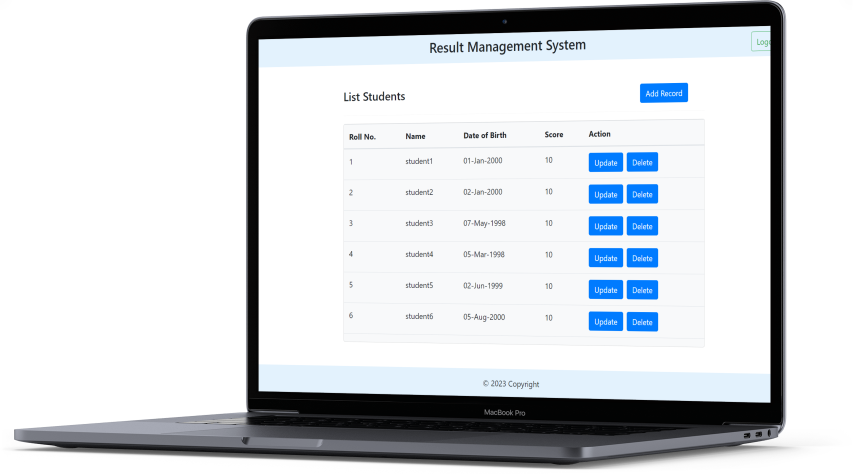 Result Management System
List Students
Add Record
Roll No. Name Date of Birth Score Action
1 student1 01-Jan-2000 10 Update Delete
2 student2 02-Jan-2000 10 Update Delete
3 student3 07-May-1998 10 Update Delete
4 student4 05-Mar-1998 10 Update Delete
5 student5 02-Jun-1999 10 Update Delete
6 student6 05-Aug-2000 10 Update Delete
© 2023 Copyright
MacBook Pro